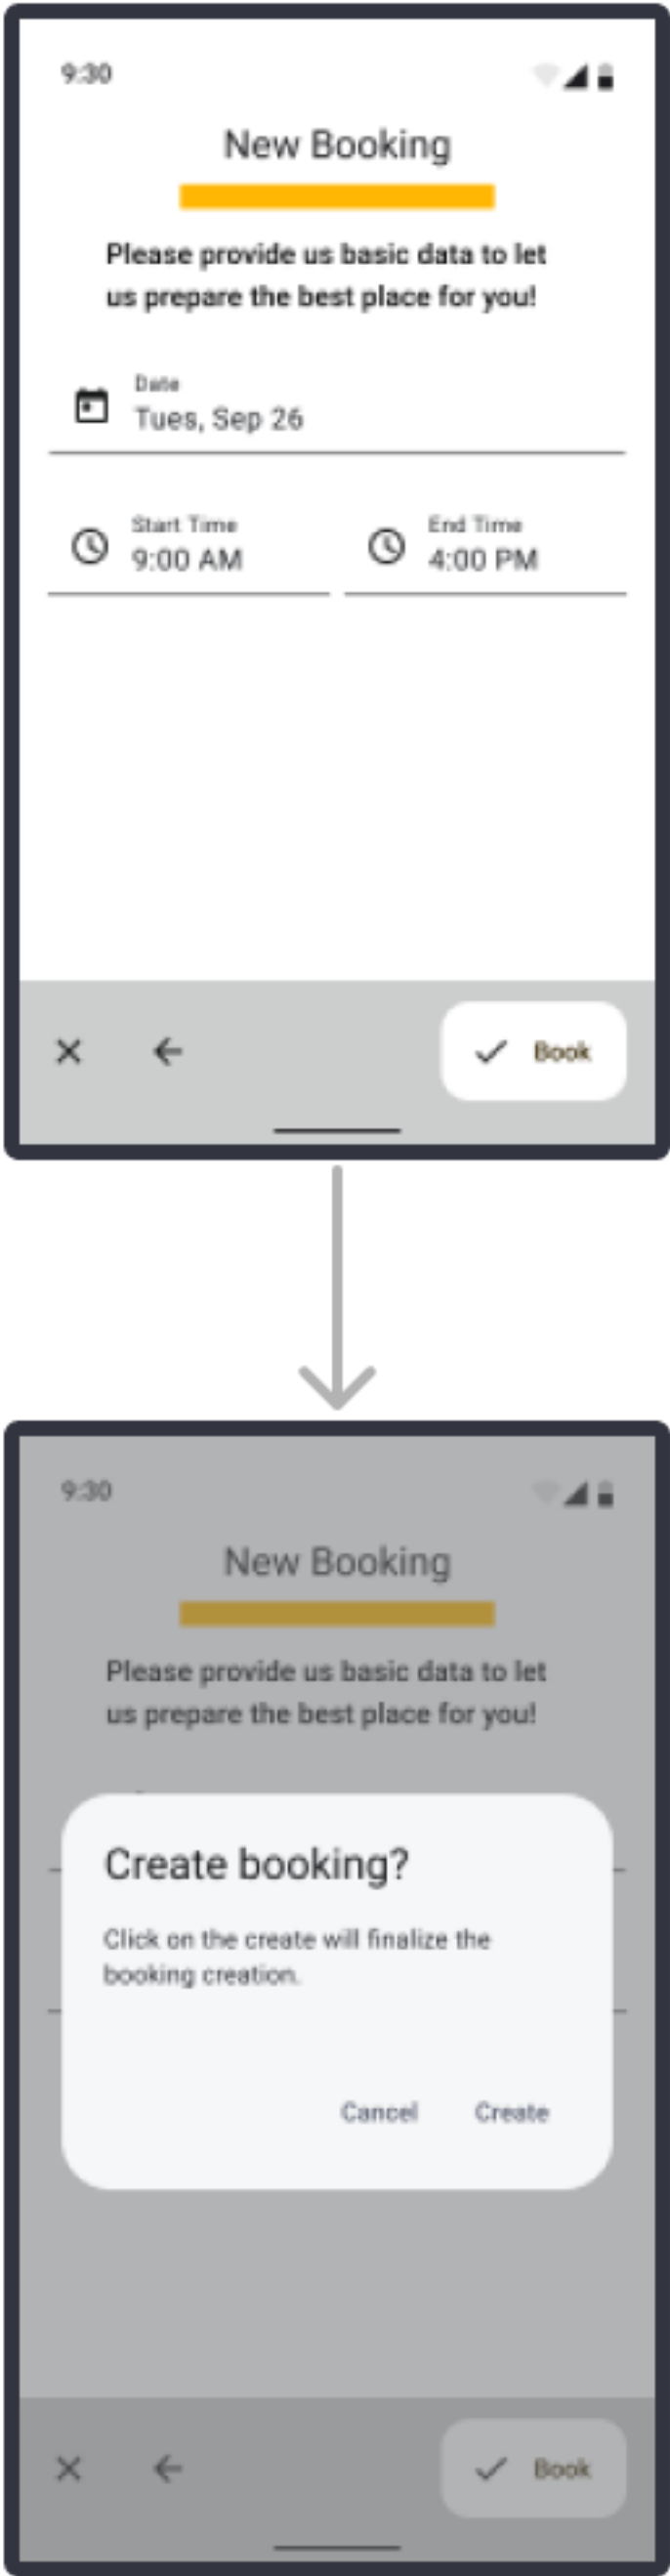 9:30
New Booking
Please provide us basic data to let
us prepare the best place for you!
Date
Tues, Sep 26
Start Time
9:00 AM
End Time
4:00 PM
Book
9:30
New Booking
Please provide us basic data to let
us prepare the best place for you!
Create booking?
Click on the create will finalize the
booking creation.
Cancel
Create
Book